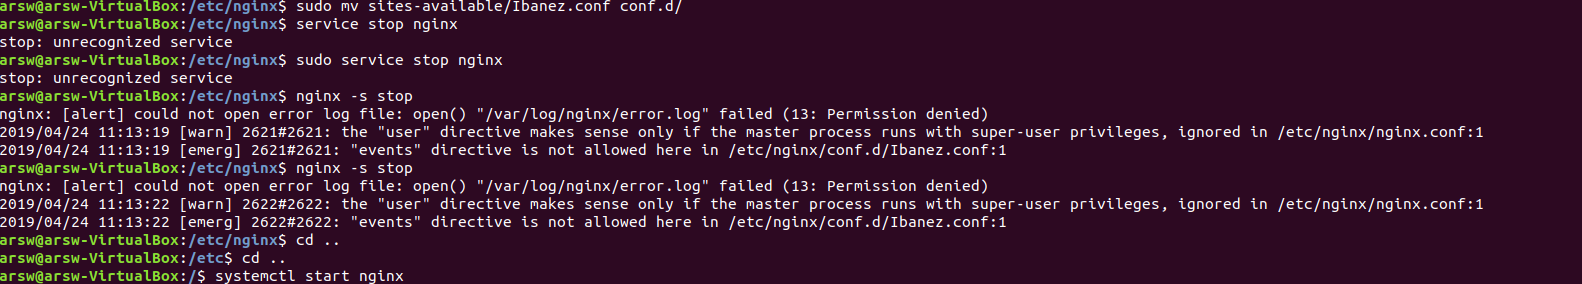 arsw@arsw-VirtualBox:/etc/nginx$ sudo mv sites-available/Ibanez.conf conf.d/
arsw@arsw-VirtualBox:/etc/nginx$ service stop nginx
stop: unrecognized service
arsw@arsw-VirtualBox:/etc/nginx$ sudo service stop nginx
stop: unrecognized service
arsw@arsw-VirtualBox:/etc/nginx$ nginx -s stop
nginx: [alert] could not open error log file: open() "/var/log/nginx/error.log" failed (13: Permission denied)
2019/04/24 11:13:19 [warn] 2621#2621: the "user" directive makes sense only if the master process runs with super-user privileges, ignored in /etc/nginx/nginx.conf:1
2019/04/24 11:13:19 [emerg] 2621#2621: "events" directive is not allowed here in /etc/nginx/conf.d/Ibanez.conf:1
arsw@arsw-VirtualBox:/etc/nginx$ nginx -s stop
nginx: [alert] could not open error log file: open() "/var/log/nginx/error.log" failed (13: Permission denied)
2019/04/24 11:13:22 [warn] 2622#2622: the "user" directive makes sense only if the master process runs with super-user privileges, ignored in /etc/nginx/nginx.conf:1
2019/04/24 11:13:22 [emerg] 2622#2622: "events" directive is not allowed here in /etc/nginx/conf.d/Ibanez.conf:1
arsw@arsw-VirtualBox:/etc/nginx$ cd ..
arsw@arsw-VirtualBox:/etc$ cd ..
arsw@arsw-VirtualBox:/$ systemctl start nginx